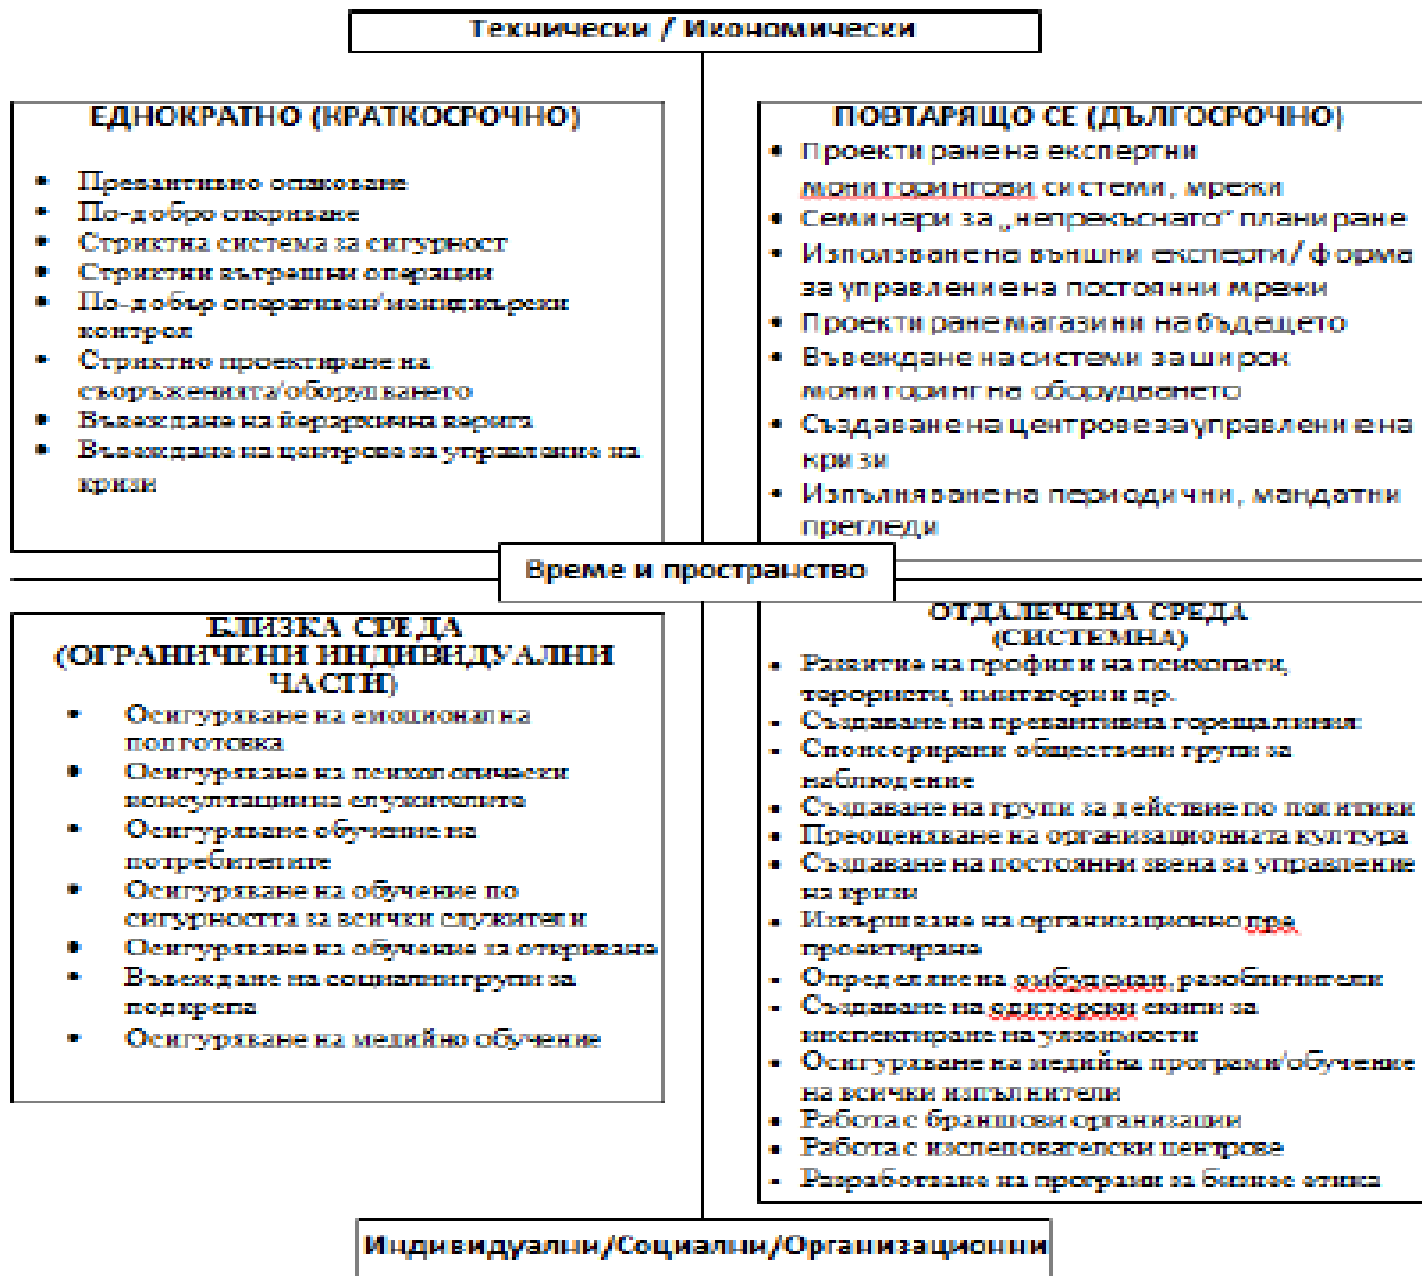 Технически / Икономически
ЕДНОКРАТНО (КРАТКОСРОЧНО)
• Превантивно опаковане
• По-добро откриване
• Стриктна система за сигурност
• Стриктни вътрешни операции
• По-добър оперативен/мениджърски
контрол
• Стриктно проектиране на
съоръженията/оборудването
• Въвеждане на йерархична верига
• Въвеждане на центрове за управление на
кризи
ПОВТАРЯЩО СЕ (ДЪЛГОСРОЧНО)
• Проектиране на експертни
мониторингови системи, мрежи
• Семинари за „непрекъснато“ планиране
• Използване на външни експерти/ форма
за управление на постоянни мрежи
• Проектиране магазини на бъдещето
• Въвеждане на системи за широк
мониторинг на оборудването
• Създаване на центрове за управление на
кризи
• Изпълняване на периодични, мандатни
прегледи
Време и пространство
БЛИЗКА СРЕДА
(ОГРАНИЧЕНИ ИНДИВИДУАЛНИ
ЧАСТИ)
• Осигуряване на емоционална
подготовка
• Осигуряване на психологически
консултации на служителите
• Осигуряване обучение на
потребителите
• Осигуряване на обучение по
сигурността за всички служители
• Осигуряване на обучение за откриване
• Въвеждане на социални групи за
подкрепа
• Осигуряване на медийно обучение
ОТДАЛЕЧЕНА СРЕДА
(СИСТЕМНА)
• Развитие на профили на психопати,
терористи, имитатори и др.
• Създаване на превантивна гореща линия
• Спонсорирани обществени групи за
наблюдение
• Създаване на групи за действие по политики
• Преоценяване на организационната култура
• Създаване на постоянни звена за управление
на кризи
• Извършване на организационно пре
проектиране
• Определяне на омбудсман, разобличители
• Създаване на одиторски екипи за
инспектиране на уязвимости
• Осигуряване на медийна програми/обучение
на всички изпълнители
• Работа с браншови организации
• Работа с изследователски центрове
• Разработване на програми за бизнес етика
Индивидуални/Социални/Организационни